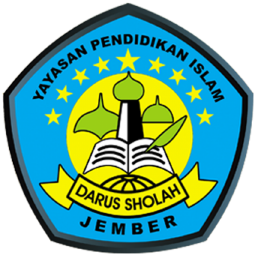 YAYASAN PENDIDIKAN ISLAM
DARUS SHOLAH
JEMBER